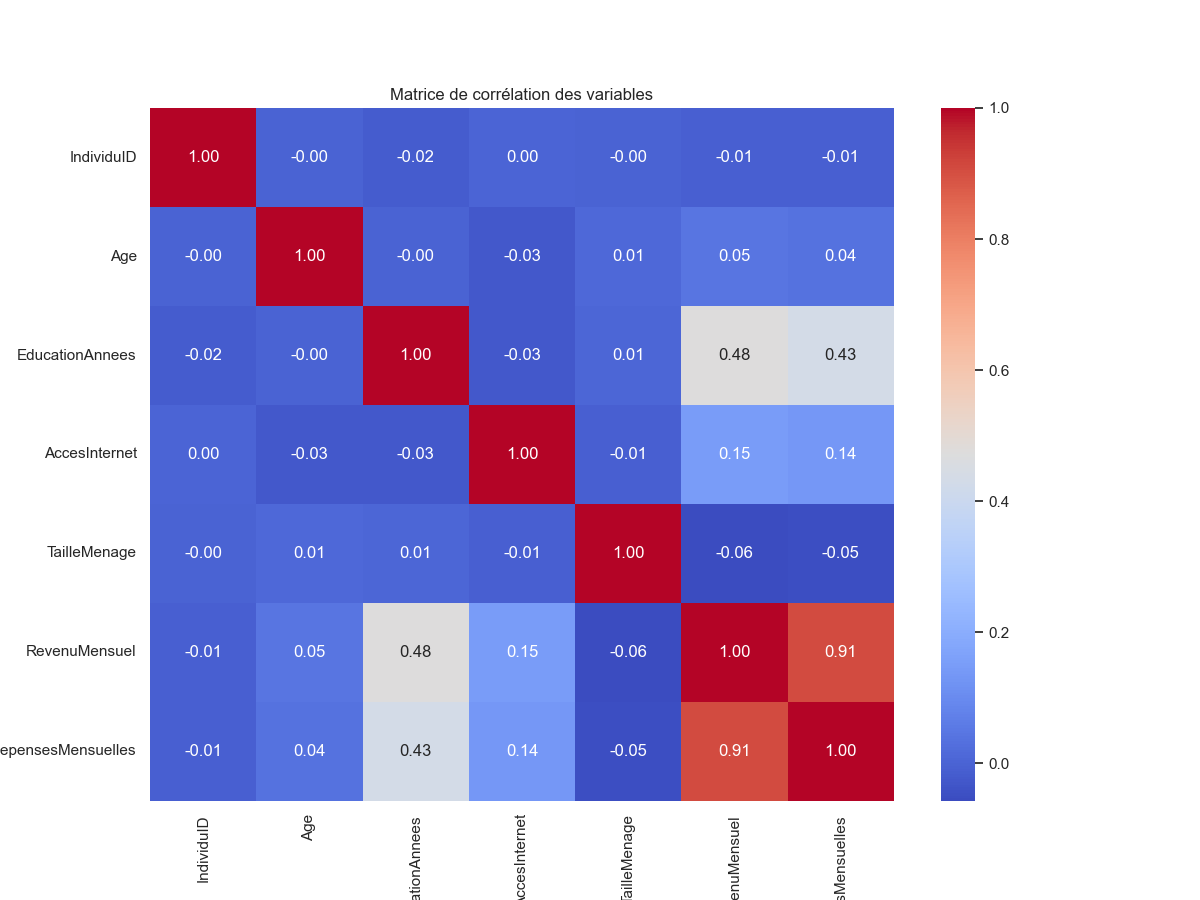 Matrice de corrélation des variables
IndividuID 1.00 -0.00 -0.02 0.00 -0.00 -0.01 -0.01
Age -0.00 1.00 -0.00 -0.03 0.01 0.05 0.04
EducationAnnees -0.02 -0.00 1.00 -0.03 0.01 0.48 0.43
AccesInternet 0.00 -0.03 -0.03 1.00 -0.01 0.15 0.14
TailleMenage -0.00 0.01 0.01 -0.01 1.00 -0.06 -0.05
RevenuMensuel -0.01 0.05 0.48 0.15 -0.06 1.00 0.91
epensesMensuelles -0.01 0.04 0.43 0.14 -0.05 0.91 1.00
IndividuID
Age
ationAnnees
AccesInternet
TailleMenage
enuMensuel
sMensuelles
1.0
0.8
0.6
0.4
0.2
0.0